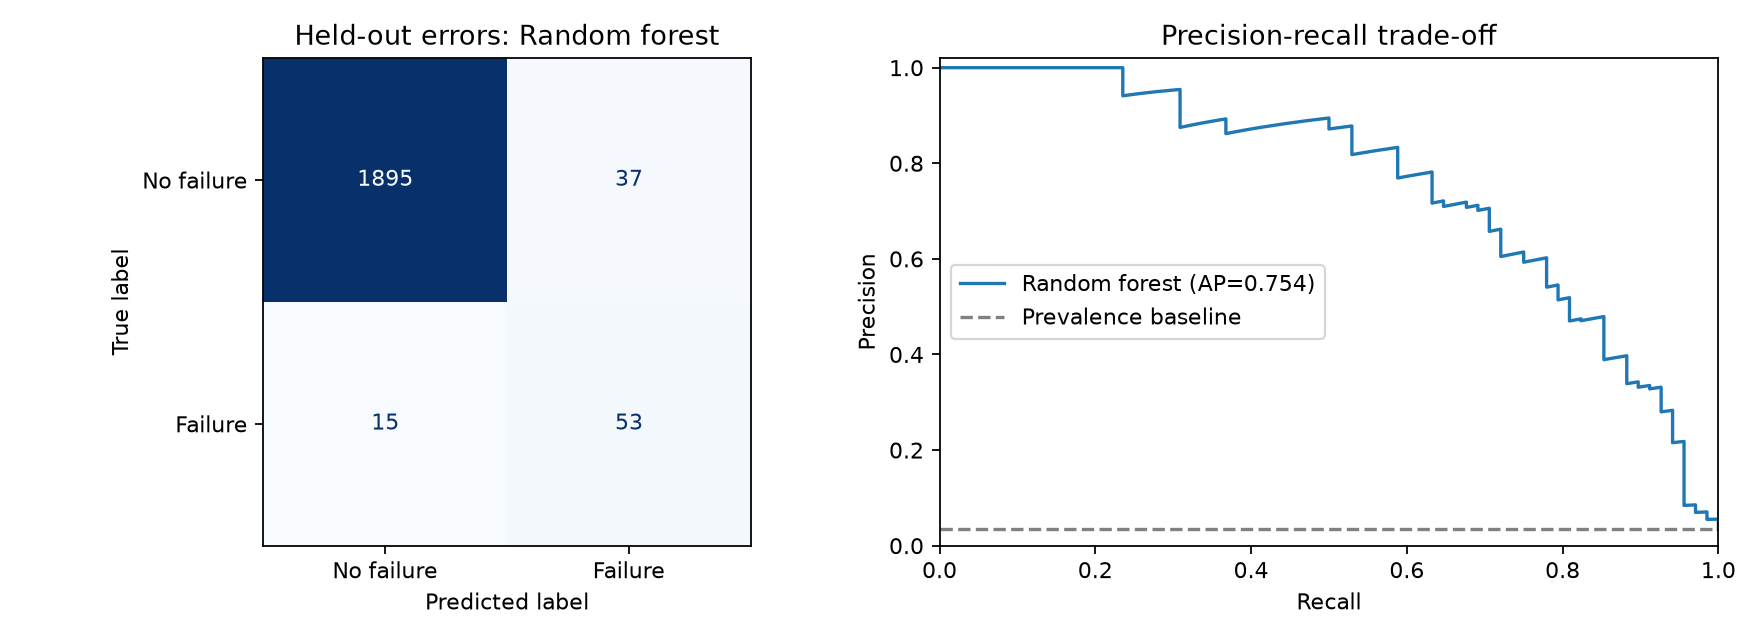 Held-out errors: Random forest
No failure
Failure
True label
1895
37
15
53
No failure
Failure
Predicted label
Precision-recall trade-off
1.0
0.8
0.6
0.4
0.2
0.0
Precision
Random forest (AP=0.754)
Prevalence baseline
0.0
0.2
0.4
0.6
0.8
1.0
Recall